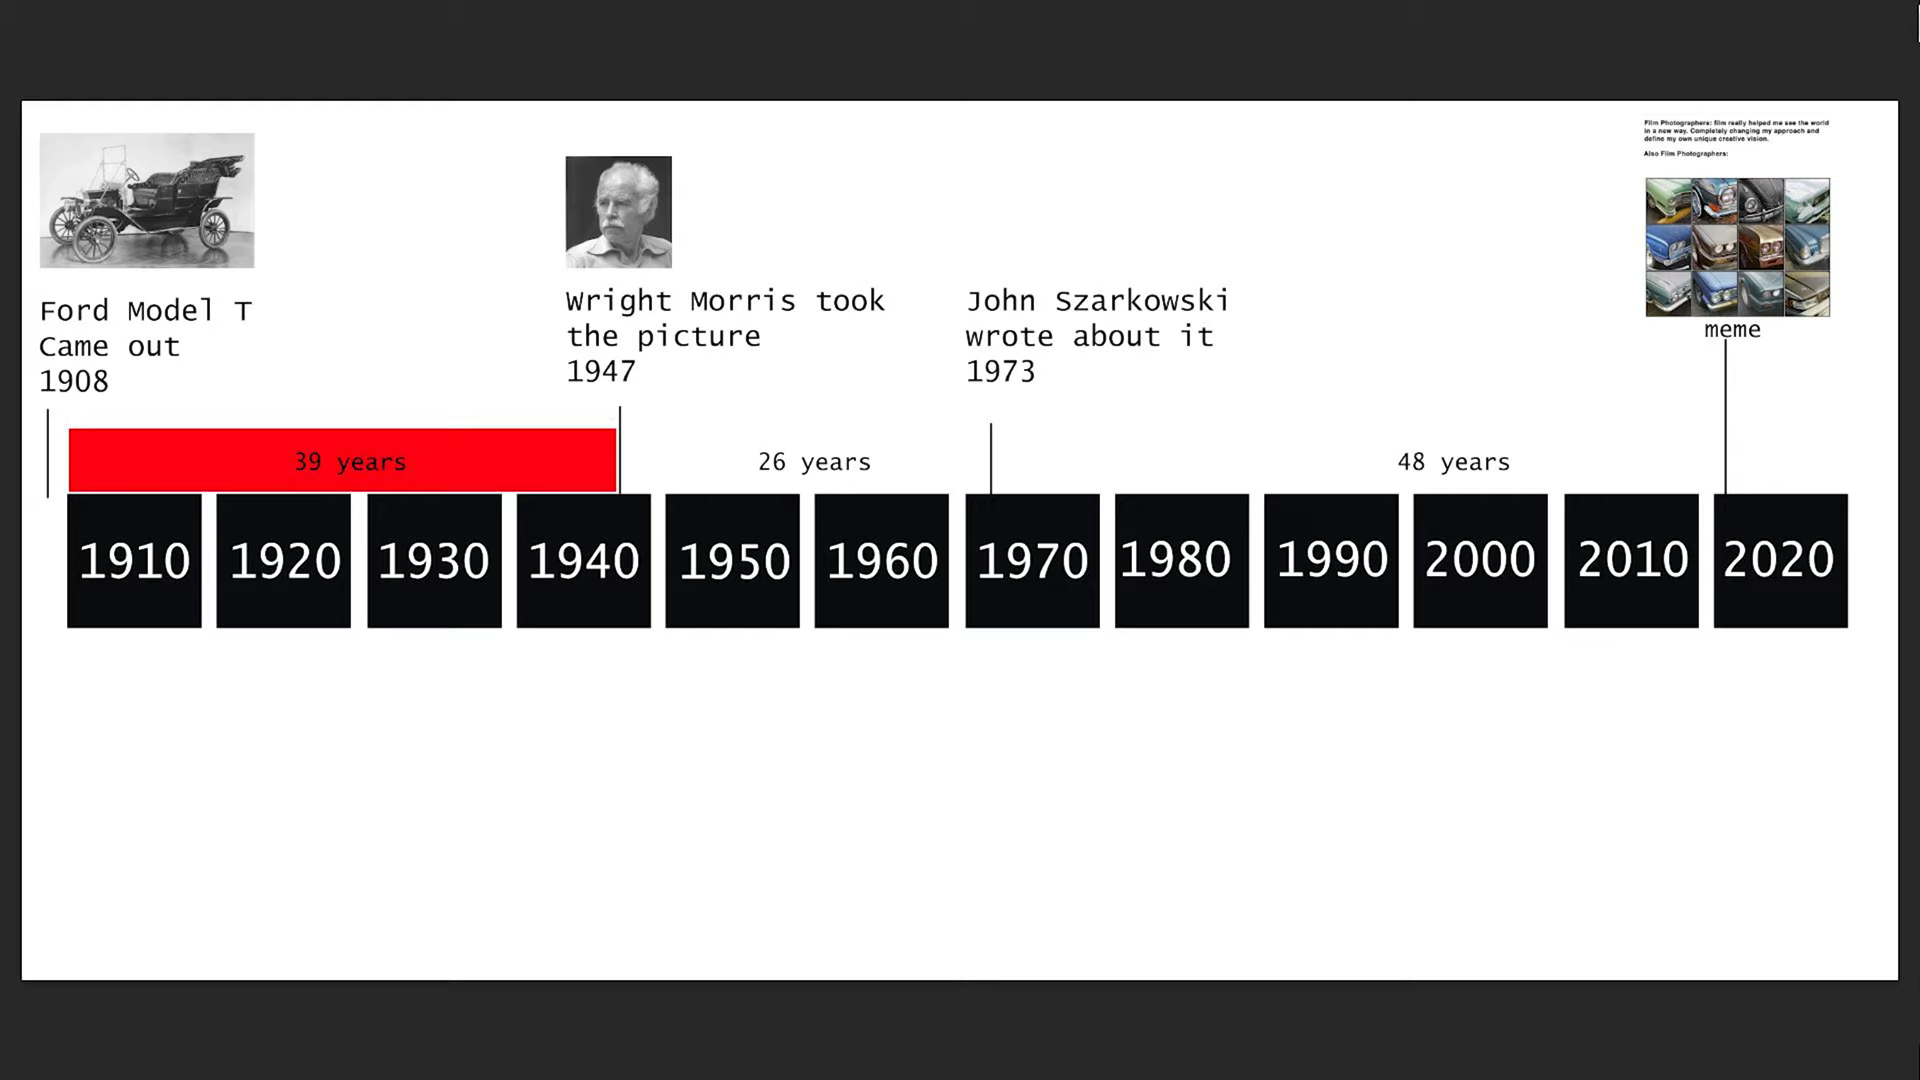 Film Photographers: film really helped me see the world
in a new way. Completely changing my approach and
define my own unique creative vision.
Also Film Photographers:
Ford Model T
Came out
1908
Wright Morris took
the picture
1947
John Szarkowski
wrote about it
1973
meme
39 years
26 years
48 years
1910
1920
1930
1940
1950
1960
1970
1980
1990
2000
2010
2020